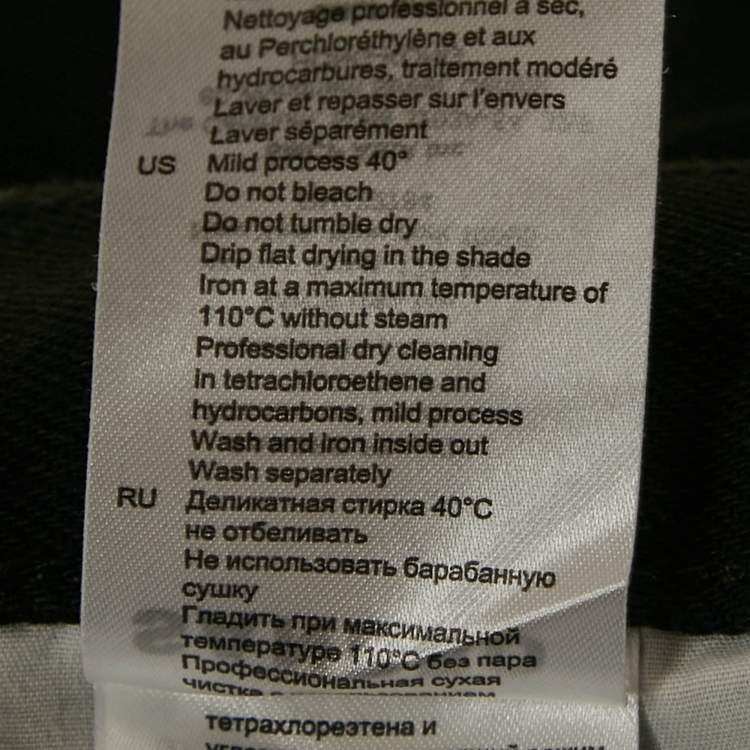 Nettoyage professionnel à sec,
au Perchloréthylène et aux
hydrocarbures, traitement modéré
Laver et repasser sur l'envers
Laver séparément
US Mild process 40°
Do not bleach
Do not tumble dry
Drip flat drying in the shade
Iron at a maximum temperature of
110°C without steam
Professional dry cleaning
in tetrachloroethene and
hydrocarbons, mild process
Wash and iron inside out
Wash separately
RU Деликатная стирка 40°C
не отбеливать
Не использовать барабанную
сушку
Гладить при максимальной
температуре 110°C без пара
Профессиональная сухая
чистка с использованием
тетрахлорэтена и